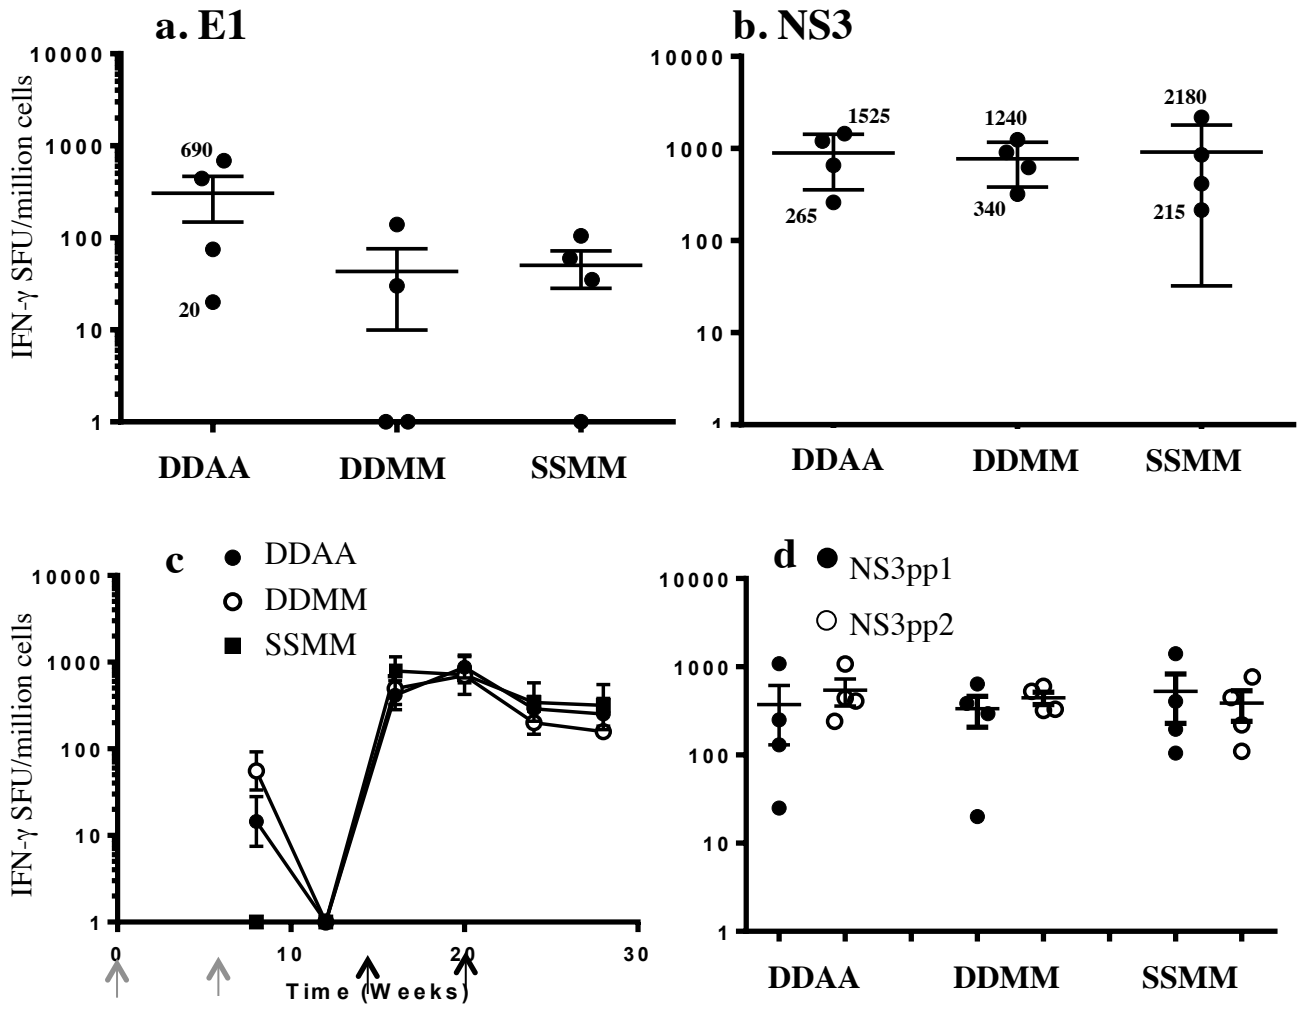 a. E1
IFN-γ SFU/million cells
10000
1000
100
10
1
690
20
DDAA
DDMM
SSMM
b. NS3
10000
1000
100
10
1
1525
265
1240
340
2180
215
DDAA
DDMM
SSMM
c
DDAA
DDMM
SSMM
IFN-γ SFU/million cells
10000
1000
100
10
1
0
10
20
30
Time (Weeks)
d
NS3pp1
NS3pp2
10000
1000
100
10
1
DDAA
DDMM
SSMM